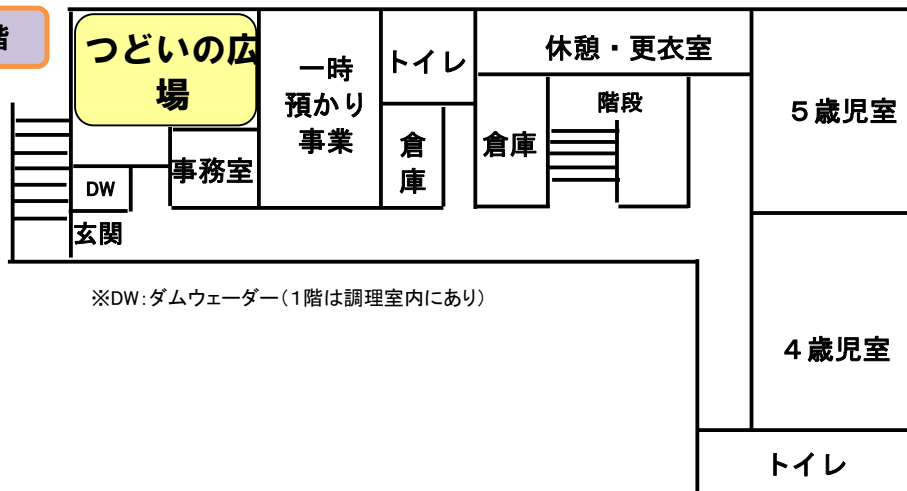 階
つどいの広
場
一時
預かり
事業
トイレ
休憩・更衣室
階段
５歳児室
倉
庫
倉庫
事務室
DW
玄関
※DW：ダムウェーダー（１階は調理室内にあり）
４歳児室
トイレ